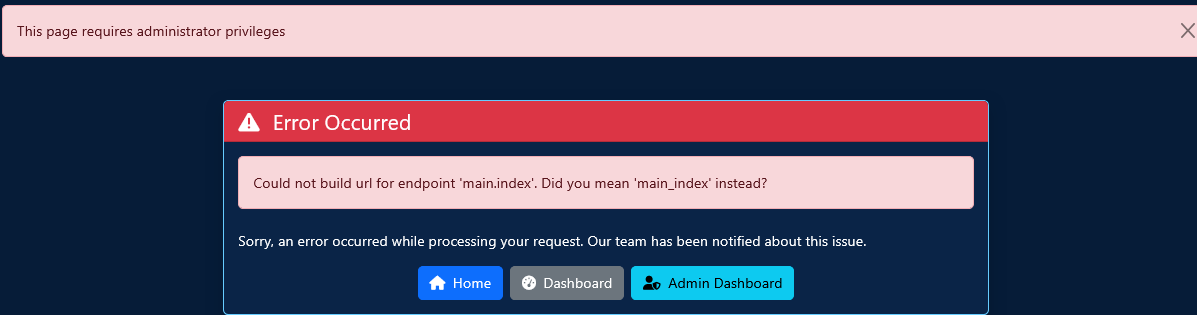 This page requires administrator privileges
Error Occurred
Could not build url for endpoint 'main.index'. Did you mean 'main_index' instead?
Sorry, an error occurred while processing your request. Our team has been notified about this issue.
Home Dashboard Admin Dashboard